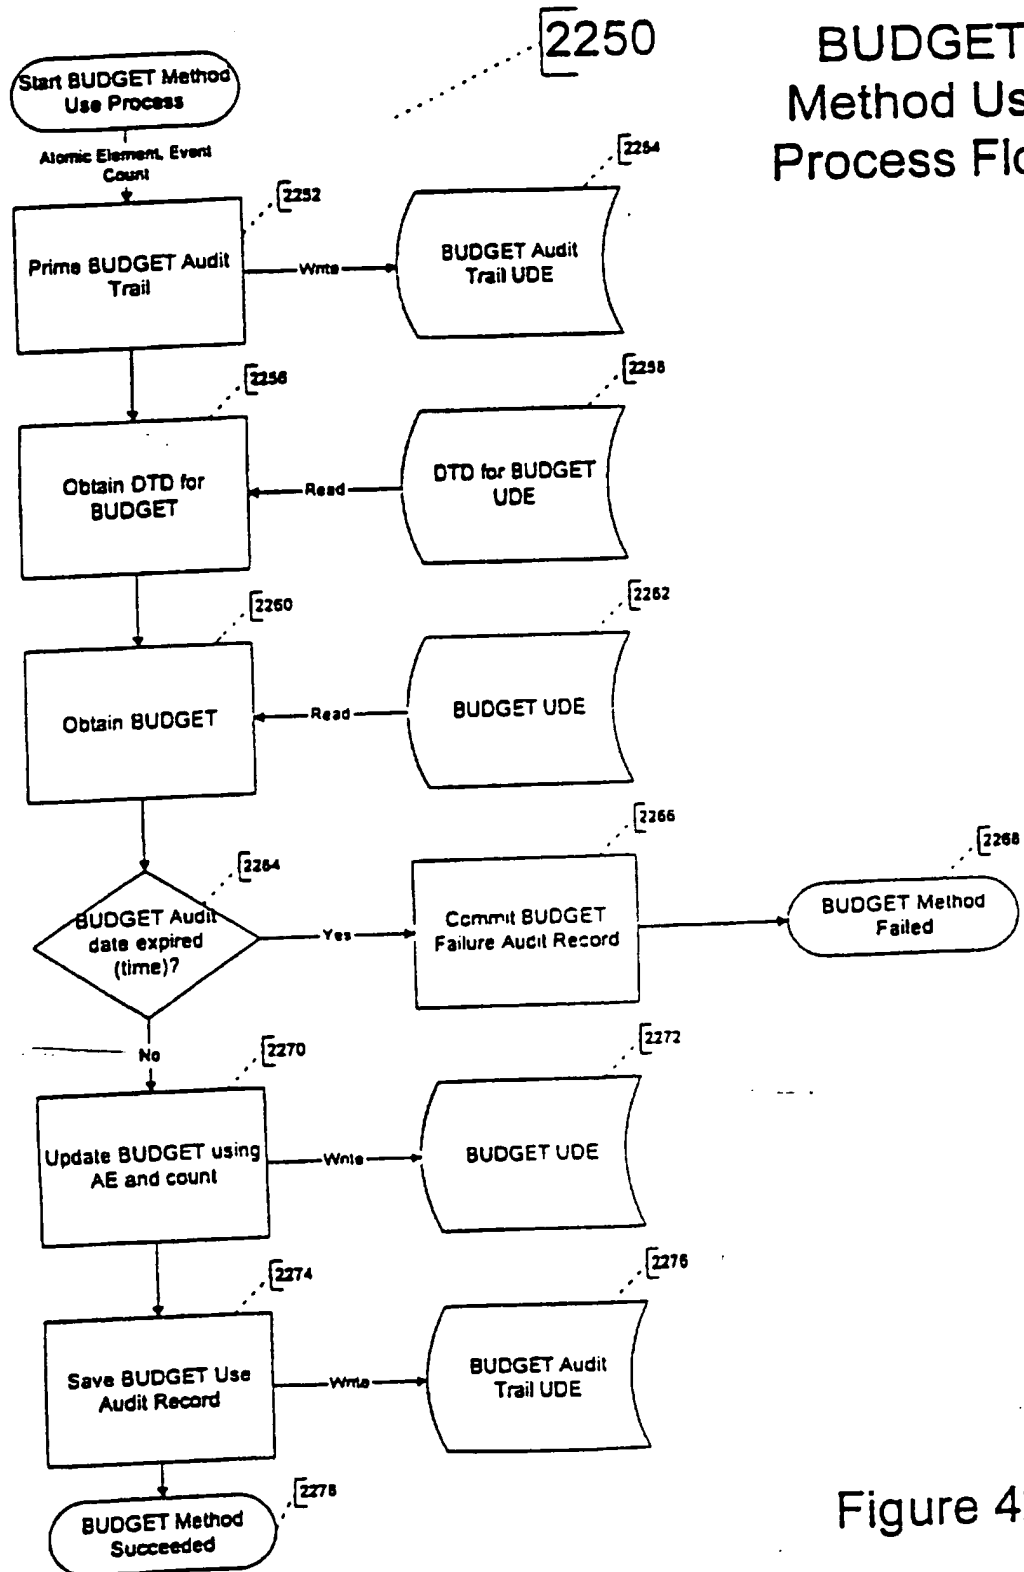 2250
BUDGET
Method Us
Process Flo
Start BUDGET Method
Use Process
Atomic Element, Event
Count
2252
Prime BUDGET Audit
Trail
Write
2254
BUDGET Audit
Trail UDE
2256
Obtain DTD for
BUDGET
Read
2258
DTD for BUDGET
UDE
2260
Obtain BUDGET
Read
2262
BUDGET UDE
2264
BUDGET Audit
date expired
(time)?
Yes
2266
Commit BUDGET
Failure Audit Record
2268
BUDGET Method
Failed
No
2270
Update BUDGET using
AE and count
Write
2272
BUDGET UDE
2274
Save BUDGET Use
Audit Record
Write
2276
BUDGET Audit
Trail UDE
2278
BUDGET Method
Succeeded
Figure 4